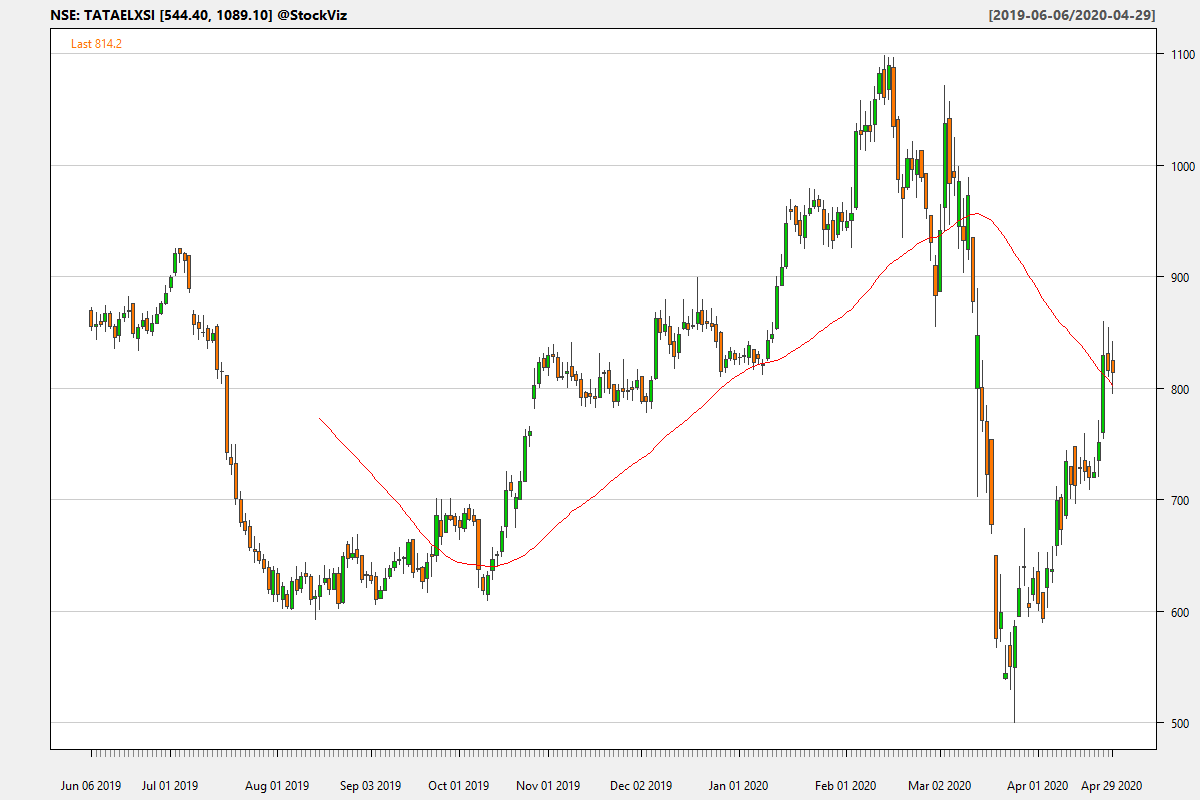 NSE: TATAELXSI [544.40, 1089.10] @StockViz [2019-06-06/2020-04-29]
Last 814.2
1100
1000
900
800
700
600
500
Jun 06 2019 Jul 01 2019 Aug 01 2019 Sep 03 2019 Oct 01 2019 Nov 01 2019 Dec 02 2019 Jan 01 2020 Feb 01 2020 Mar 02 2020 Apr 01 2020 Apr 29 2020